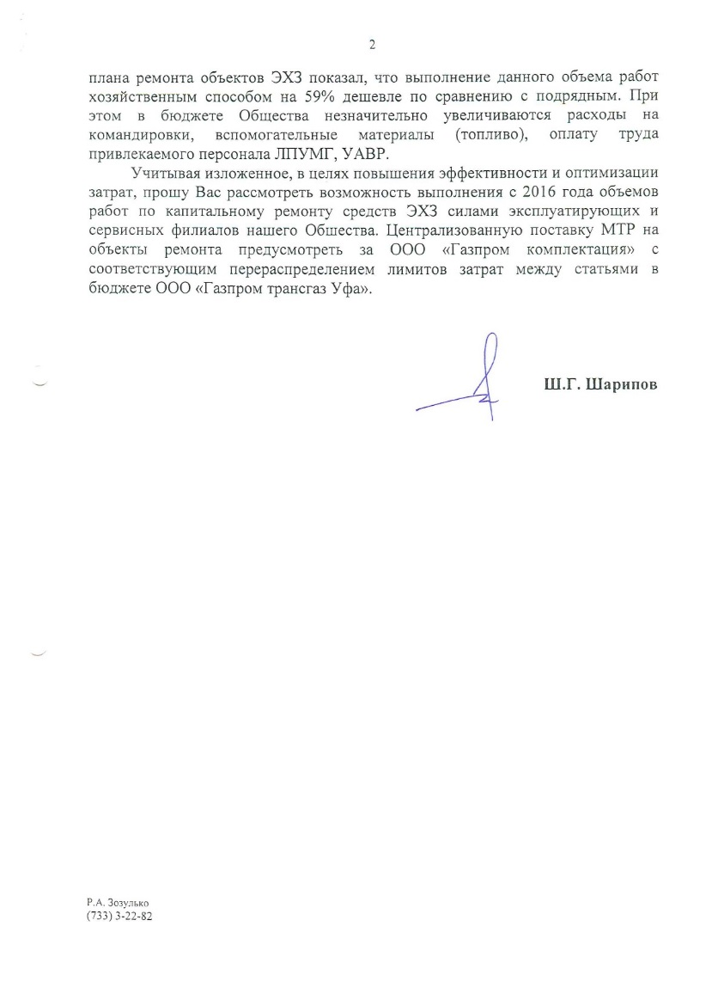 2
плана ремонта объектов ЭХЗ показал, что выполнение данного объема работ
хозяйственным способом на 59% дешевле по сравнению с подрядным. При
этом в бюджете Общества незначительно увеличиваются расходы на
командировки, вспомогательные материалы (топливо), оплату труда
привлекаемого персонала ЛПУМГ, УАВР.
Учитывая изложенное, в целях повышения эффективности и оптимизации
затрат, прошу Вас рассмотреть возможность выполнения с 2016 года объемов
работ по капитальному ремонту средств ЭХЗ силами эксплуатирующих и
сервисных филиалов нашего Общества. Централизованную поставку МТР на
объекты ремонта предусмотреть за ООО «Газпром комплектация» с
соответствующим перераспределением лимитов затрат между статьями в
бюджете ООО «Газпром трансгаз Уфа».
Ш.Г. Шарипов
Р.А. Зозулько
(733) 3-22-82